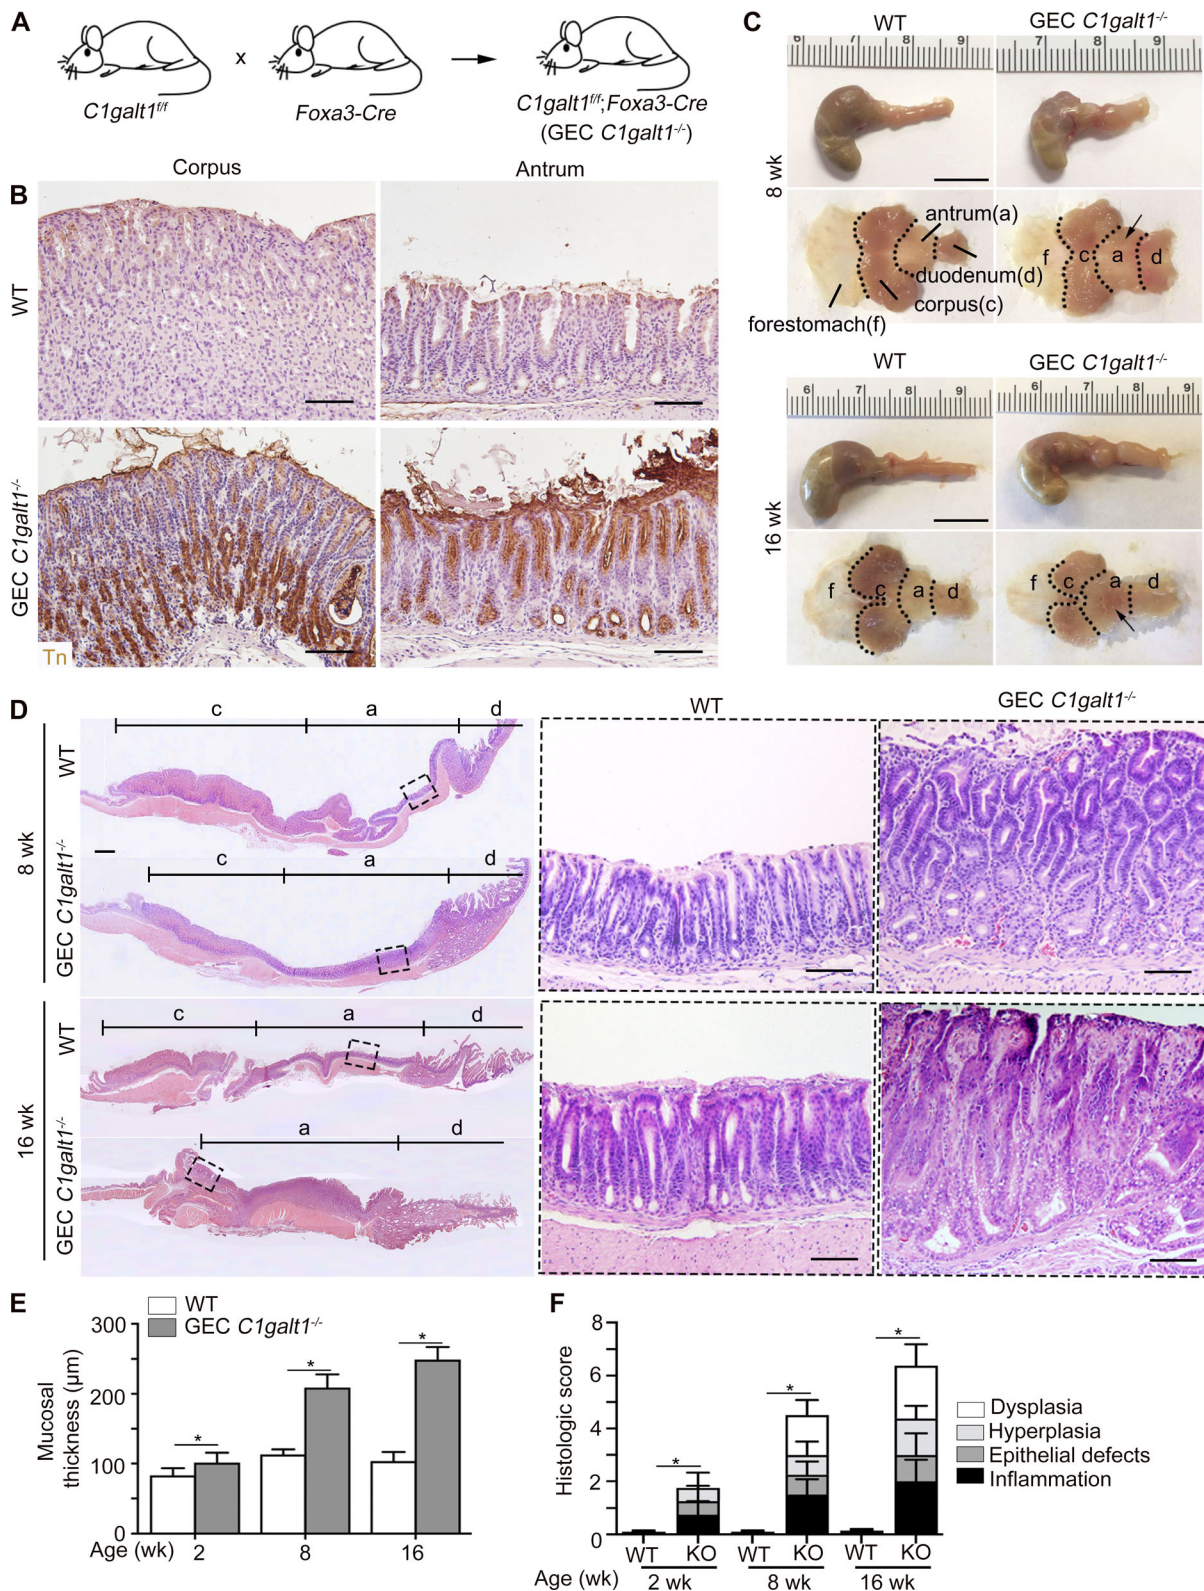 A
C1galt1f/f
x
Foxa3-Cre
C1galt1f/f;Foxa3-Cre
(GEC C1galt1-/-)
B
Corpus
Antrum
WT
GEC C1galt1-/-
Tn
C
WT
GEC C1galt1-/-
6 7 8 9
7 8 9
8 wk
antrum(a)
duodenum(d)
corpus(c)
forestomach(f)
f c a d
WT
GEC C1galt1-/-
6 7 8 9
6 7 8 9
16 wk
f c a d
f c a d
D
WT
GEC C1galt1-/-
8 wk
WT
c a d
GEC C1galt1-/-
c a d
16 wk
WT
c a d
GEC C1galt1-/-
a d
E
WT
GEC C1galt1-/-
Mucosal
thickness (µm)
300
200
100
0
* * *
Age (wk) 2 8 16
F
Histologic score
8
6
4
2
0
* * *
Dysplasia
Hyperplasia
Epithelial defects
Inflammation
WT KO WT KO WT KO
Age (wk) 2 wk 8 wk 16 wk